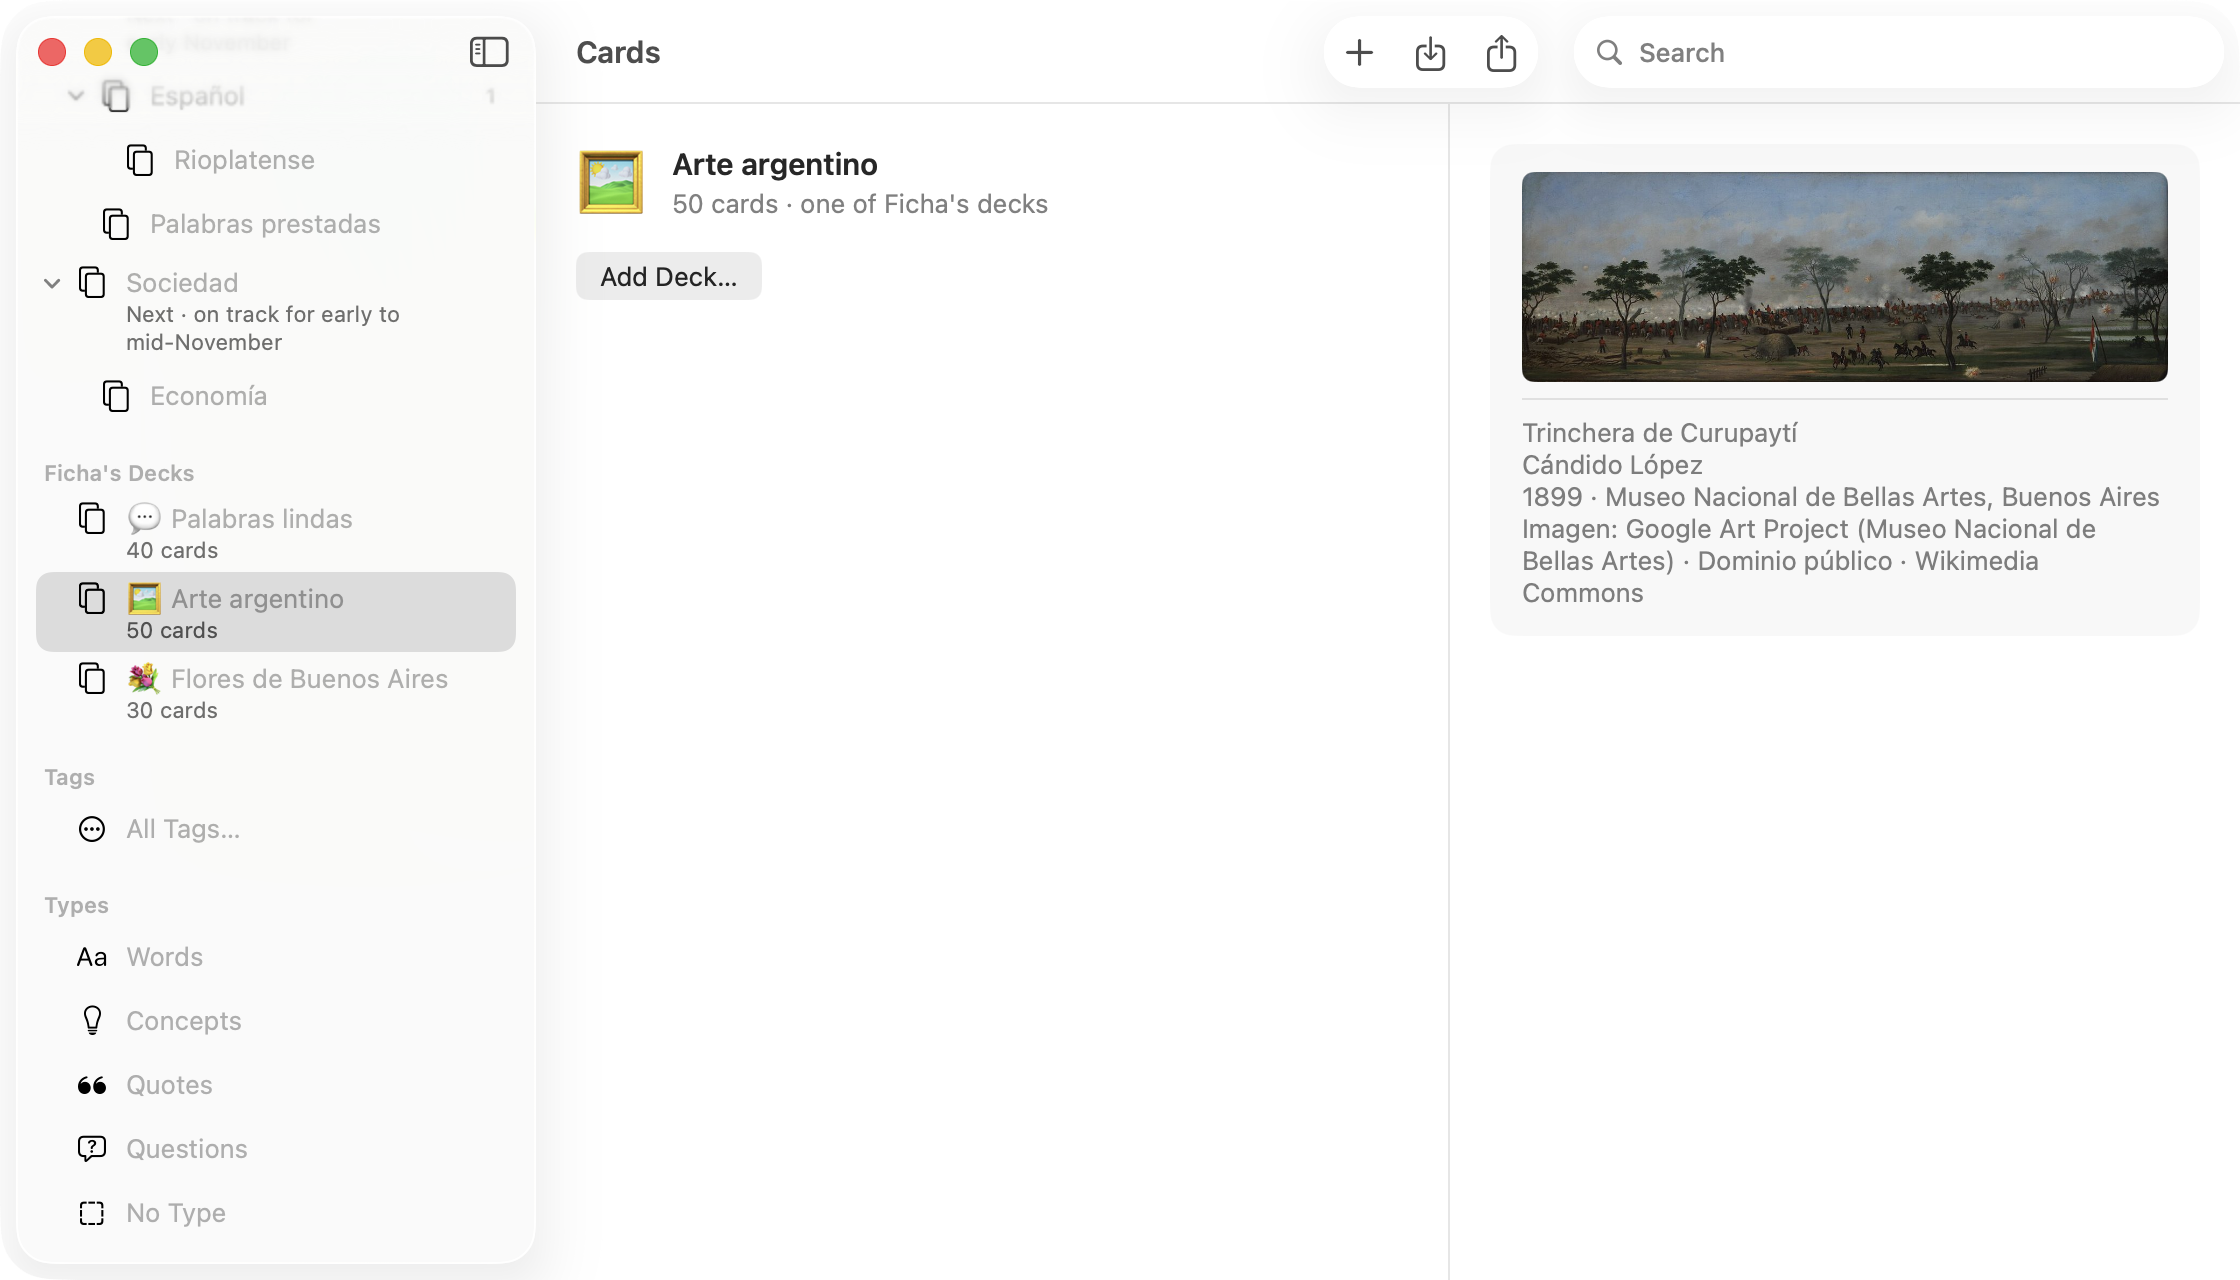 Cards
Search
Español
1
Rioplatense
Palabras prestadas
Sociedad
Next · on track for early to
mid-November
Economía
Ficha's Decks
Palabras lindas
40 cards
Arte argentino
50 cards
Flores de Buenos Aires
30 cards
Tags
All Tags...
Types
Aa Words
Concepts
Quotes
Questions
No Type
Arte argentino
50 cards · one of Ficha's decks
Add Deck...
Trinchera de Curupaytí
Cándido López
1899 · Museo Nacional de Bellas Artes, Buenos Aires
Imagen: Google Art Project (Museo Nacional de
Bellas Artes) · Dominio público · Wikimedia
Commons